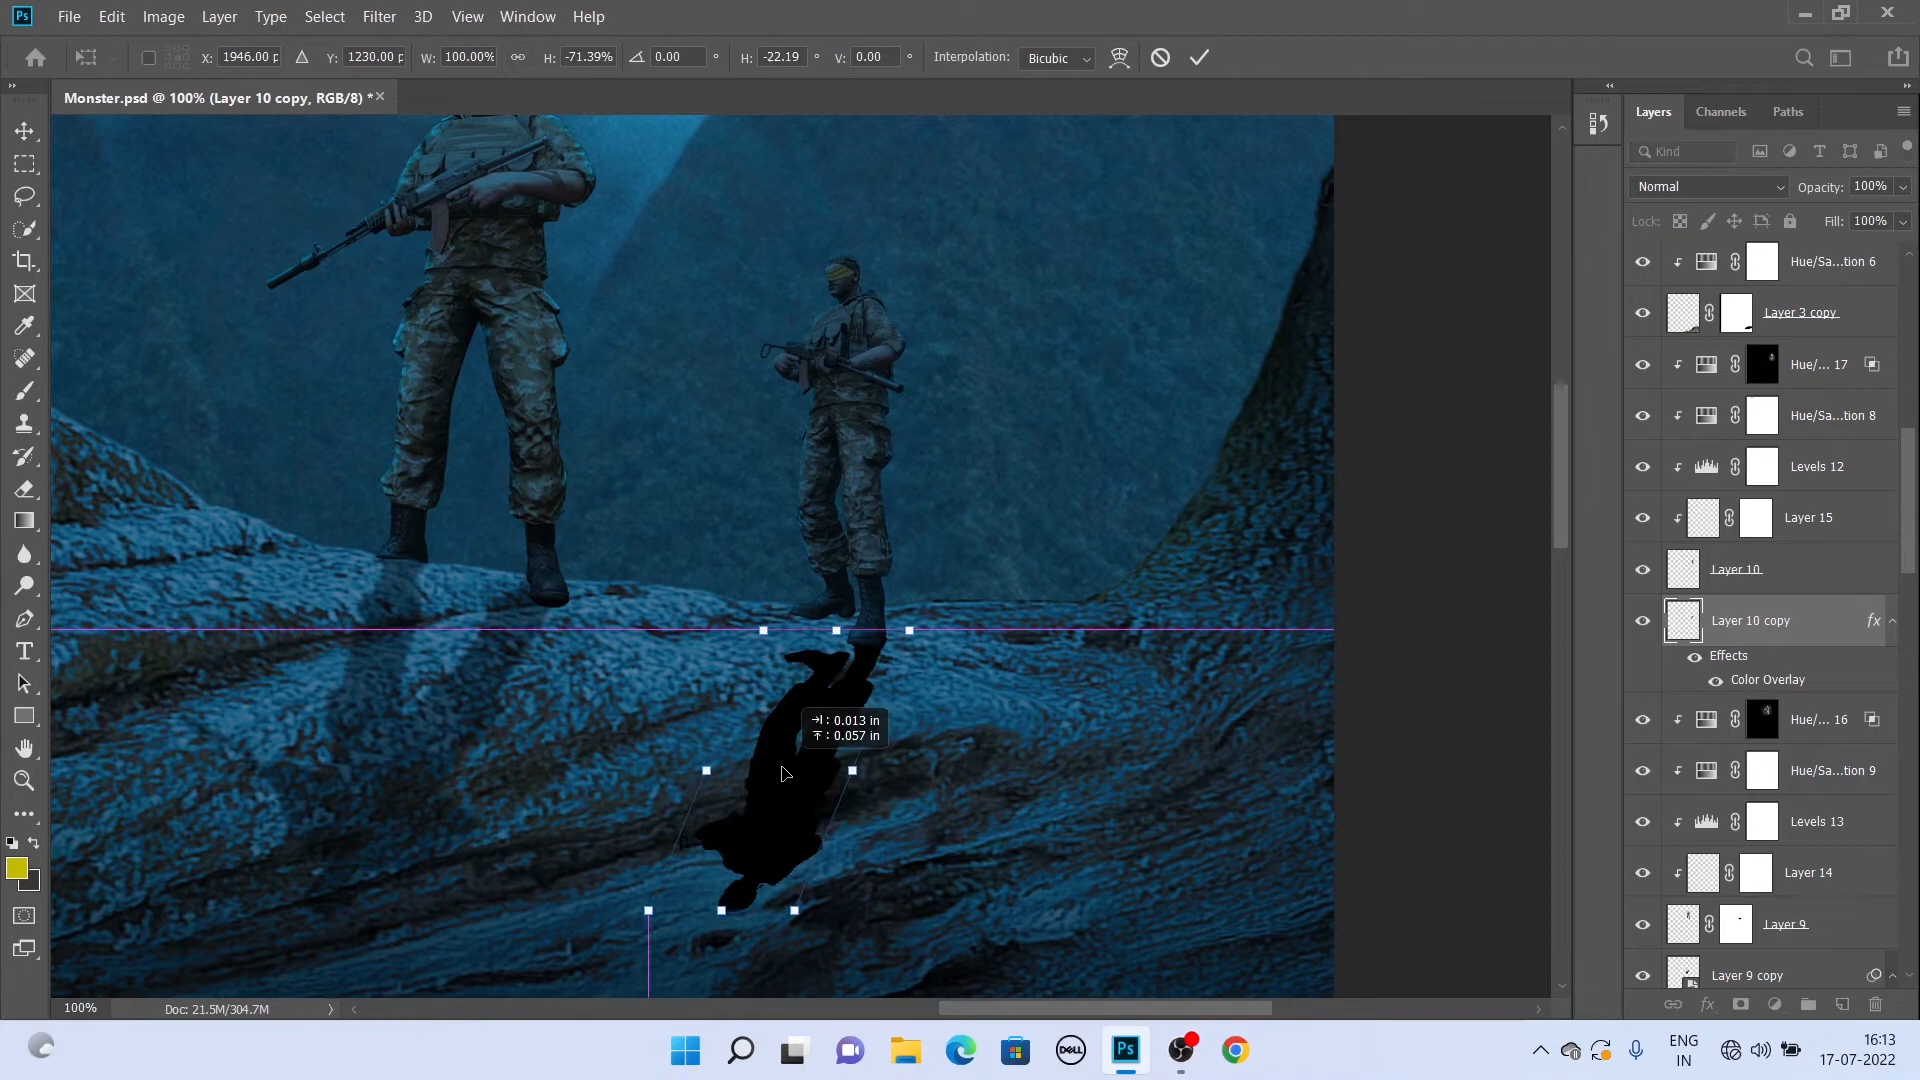 Ps File Edit Image Layer Type Select Filter 3D View Window Help
X: 1946.00 p Y: 1230.00 p W: 100.00% H: -71.39% 0.00 ° H: -22.19 ° V: 0.00 ° Interpolation: Bicubic
Monster.psd @ 100% (Layer 10 copy, RGB/8) *
Layers Channels Paths
Kind
Normal Opacity: 100%
Lock: Fill: 100%
Hue/Sa...tion 6
Layer 3 copy
Hue/... 17
Hue/Sa...tion 8
Levels 12
Layer 15
Layer 10
Layer 10 copy fx
Effects
Color Overlay
: 0.013 in
: 0.057 in
Hue/... 16
Hue/Sa...tion 9
Levels 13
Layer 14
Layer 9
Layer 9 copy
fx
100% Doc: 21.5M/304.7M
DELL Ps
ENG
IN
16:13
17-07-2022